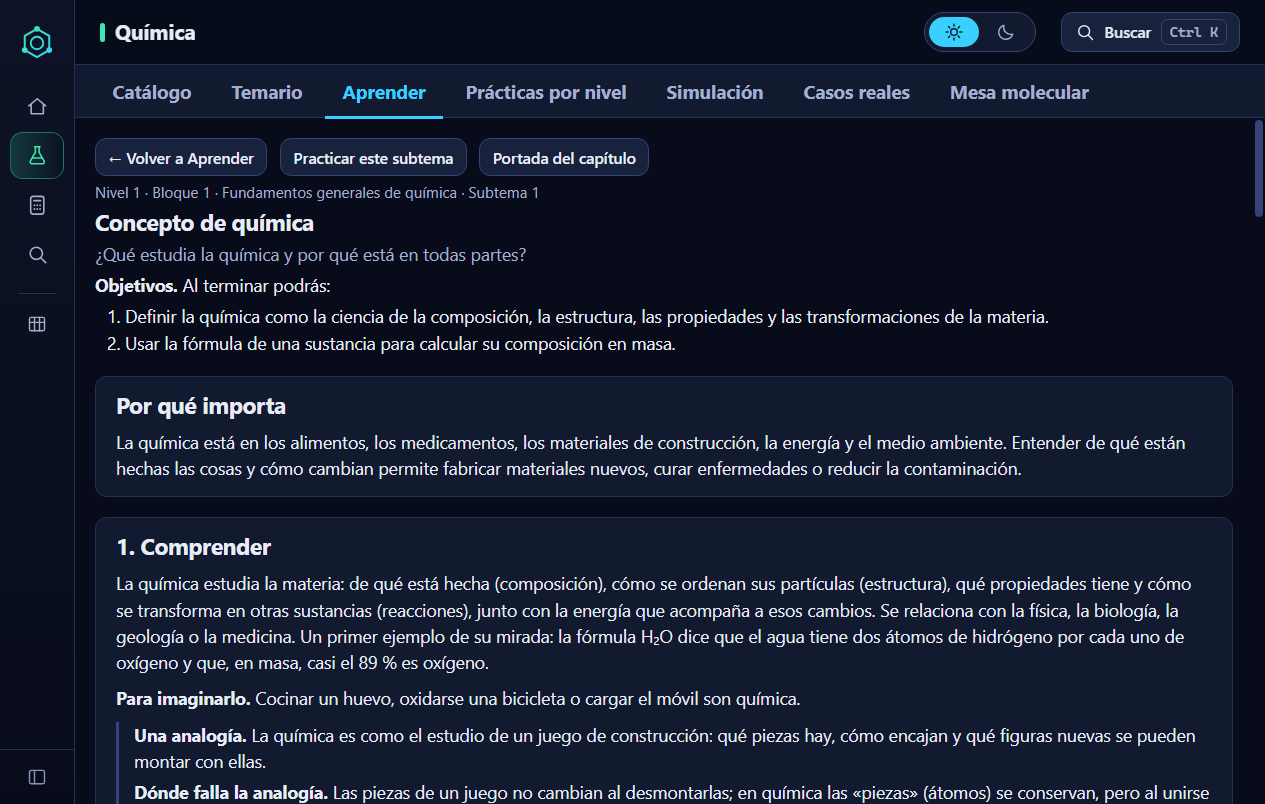 Química
Buscar Ctrl K
Catálogo Temario Aprender Prácticas por nivel Simulación Casos reales Mesa molecular
← Volver a Aprender Practicar este subtema Portada del capítulo
Nivel 1 · Bloque 1 · Fundamentos generales de química · Subtema 1
Concepto de química
¿Qué estudia la química y por qué está en todas partes?
Objetivos. Al terminar podrás:
1. Definir la química como la ciencia de la composición, la estructura, las propiedades y las transformaciones de la materia.
2. Usar la fórmula de una sustancia para calcular su composición en masa.
Por qué importa
La química está en los alimentos, los medicamentos, los materiales de construcción, la energía y el medio ambiente. Entender de qué están
hechas las cosas y cómo cambian permite fabricar materiales nuevos, curar enfermedades o reducir la contaminación.
1. Comprender
La química estudia la materia: de qué está hecha (composición), cómo se ordenan sus partículas (estructura), qué propiedades tiene y cómo
se transforma en otras sustancias (reacciones), junto con la energía que acompaña a esos cambios. Se relaciona con la física, la biología, la
geología o la medicina. Un primer ejemplo de su mirada: la fórmula H₂O dice que el agua tiene dos átomos de hidrógeno por cada uno de
oxígeno y que, en masa, casi el 89 % es oxígeno.
Para imaginarlo. Cocinar un huevo, oxidarse una bicicleta o cargar el móvil son química.
Una analogía. La química es como el estudio de un juego de construcción: qué piezas hay, cómo encajan y qué figuras nuevas se pueden
montar con ellas.
Dónde falla la analogía. Las piezas de un juego no cambian al desmontarlas; en química las «piezas» (átomos) se conservan, pero al unirse